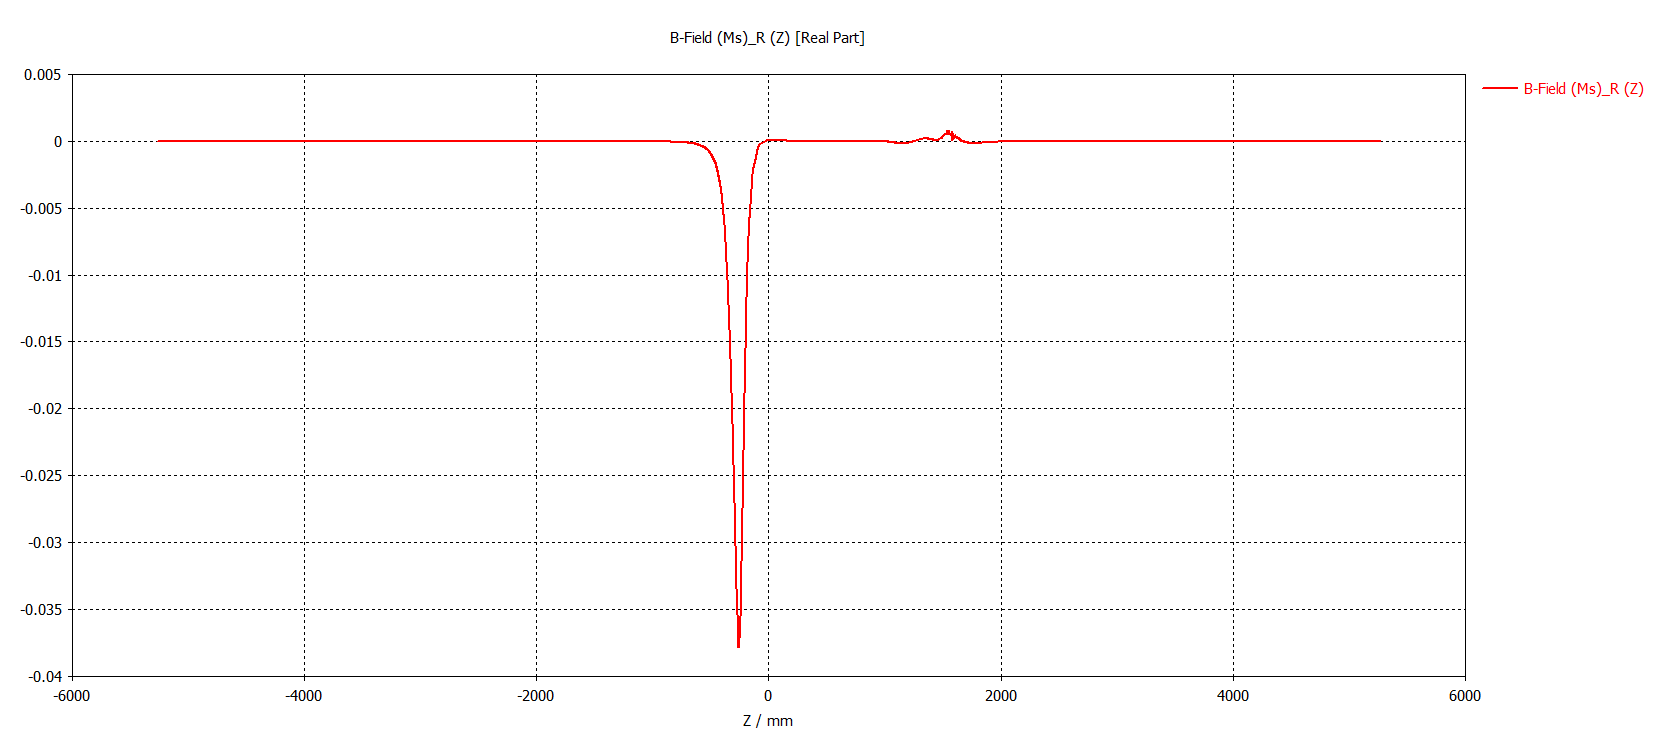 B-Field (Ms)_R (Z) [Real Part]
0.005
B-Field (Ms)_R (Z)
0
-0.005
-0.01
-0.015
-0.02
-0.025
-0.03
-0.035
-0.04
-6000 -4000 -2000 0 2000 4000 6000
Z / mm